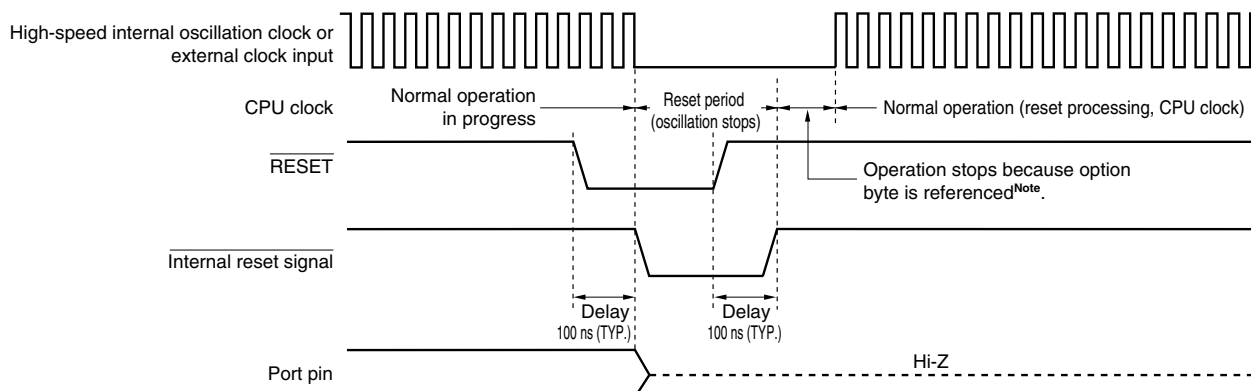 High-speed internal oscillation clock or
external clock input
CPU clock
Normal operation
in progress
Reset period
(oscillation stops)
Normal operation (reset processing, CPU clock)
RESET
Operation stops because option
byte is referencedNote.
Internal reset signal
Delay
100 ns (TYP.)
Delay
100 ns (TYP.)
Port pin
Hi-Z